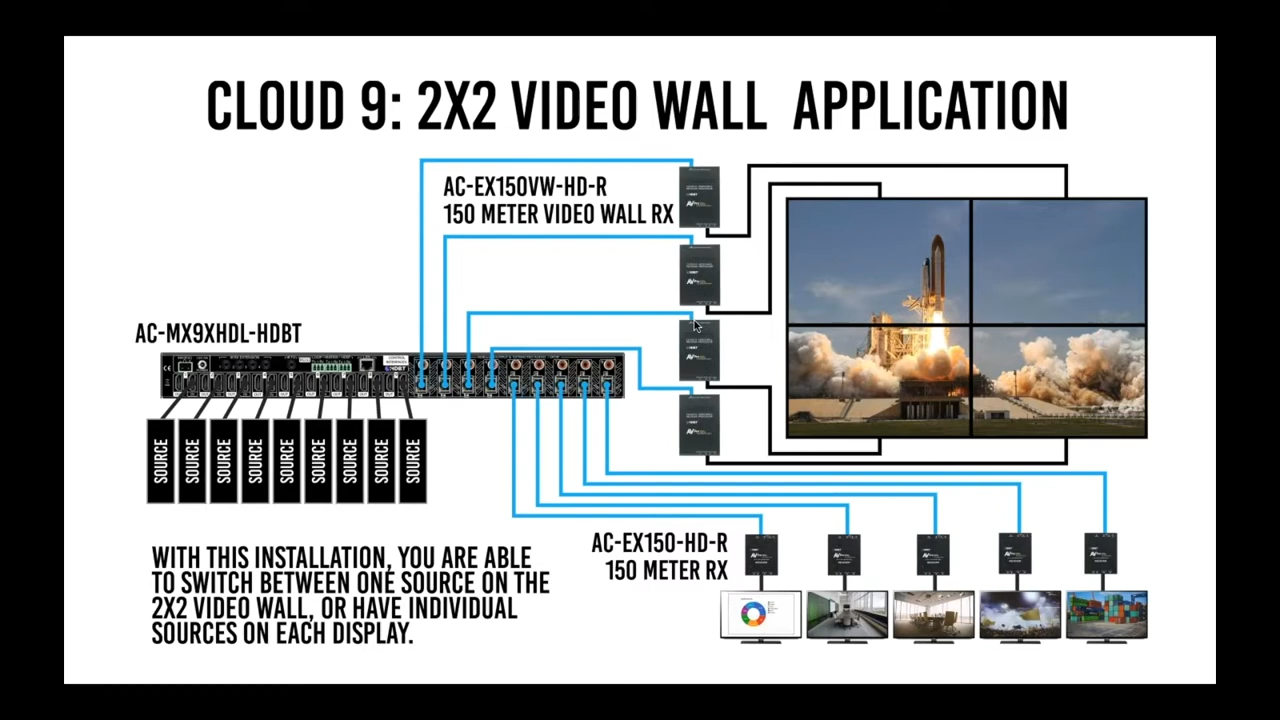 CLOUD 9: 2X2 VIDEO WALL APPLICATION
AC-EX150VW-HD-R
150 METER VIDEO WALL RX
AC-MX9XHDL-HDBT
SOURCE
SOURCE
SOURCE
SOURCE
SOURCE
SOURCE
SOURCE
SOURCE
SOURCE
AC-EX150-HD-R
150 METER RX
WITH THIS INSTALLATION, YOU ARE ABLE
TO SWITCH BETWEEN ONE SOURCE ON THE
2X2 VIDEO WALL, OR HAVE INDIVIDUAL
SOURCES ON EACH DISPLAY.